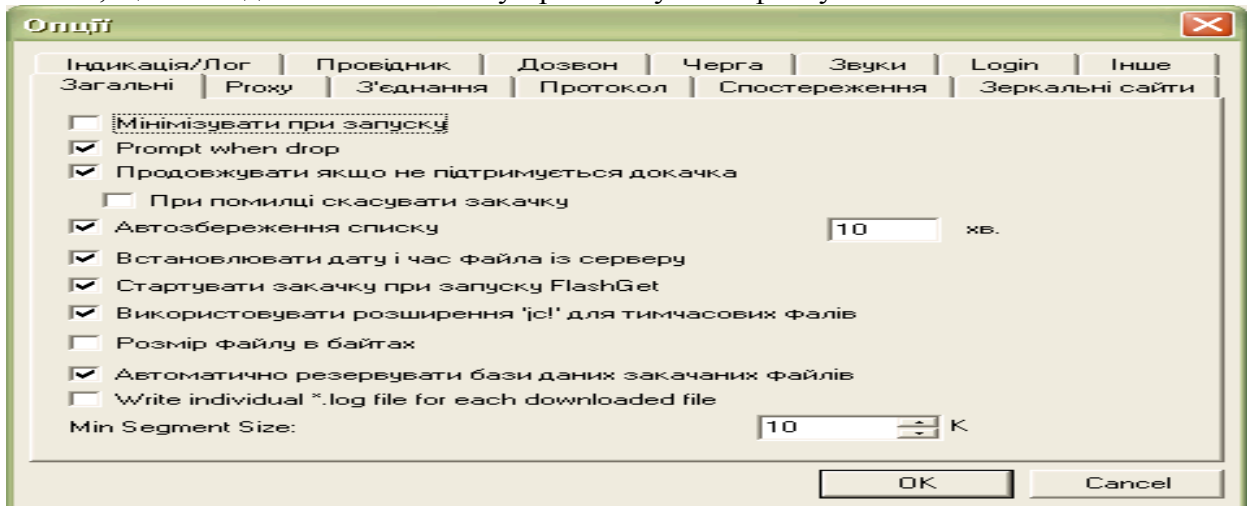 Опції
Індикація/Лог Провідник Дозвон Черга Звуки Login Інше
Загальні Proxy З'єднання Протокол Спостереження Зеркальні сайти
Мінімізувати при запуску
Prompt when drop
Продовжувати якщо не підтримується докачка
При помилці скасувати закачку
Автозбереження списку 10 хв.
Встановлювати дату і час файла із серверу
Стартувати закачку при запуску FlashGet
Використовувати розширення 'jc!' для тимчасових фалів
Розмір файлу в байтах
Автоматично резервувати бази даних закачаних файлів
Write individual *.log file for each downloaded file
Min Segment Size: 10 K
OK Cancel